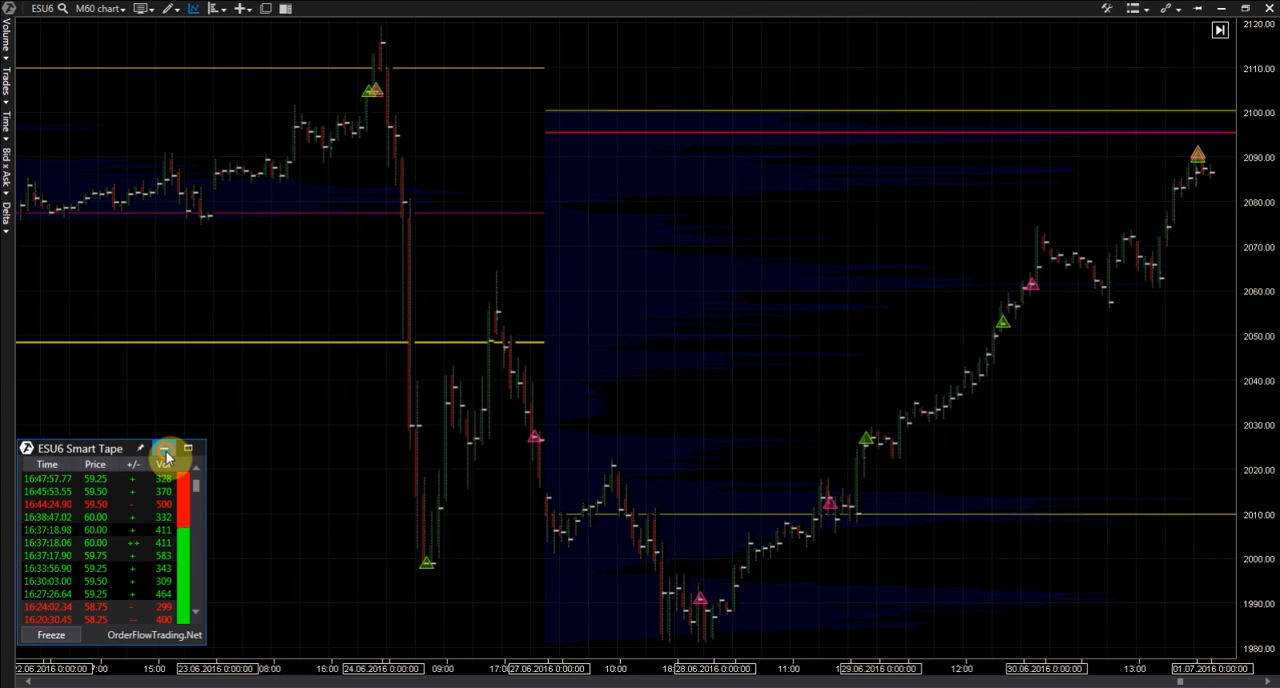 ESU6 M60 chart
Volume
Trades
Time
Bid x Ask
Delta
2120.00
2110.00
2100.00
2090.00
2080.00
2070.00
2060.00
2050.00
2040.00
2030.00
2020.00
2010.00
2000.00
1990.00
1980.00
ESU6 Smart Tape
Time Price +/-
16:47:57.77 59.25 + 328
16:45:53.55 59.50 + 370
16:44:24.90 59.50 - 500
16:38:47.02 60.00 + 332
16:37:18.98 60.00 + 411
16:37:18.06 60.00 ++ 411
16:37:17.90 59.75 + 583
16:33:56.90 59.25 + 343
16:30:03.00 59.50 + 309
16:27:26.64 59.25 + 464
16:24:02.34 58.75 - 299
16:20:30.45 58.25 -- 400
Freeze OrderFlowTrading.Net
2.06.2016 0:00:00 15:00 23.06.2016 0:00:00 08:00 16:00 24.06.2016 0:00:00 09:00 27.06.2016 0:00:00 10:00 28.06.2016 0:00:00 11:00 29.06.2016 0:00:00 12:00 30.06.2016 0:00:00 13:00 01.07.2016 0:00:00